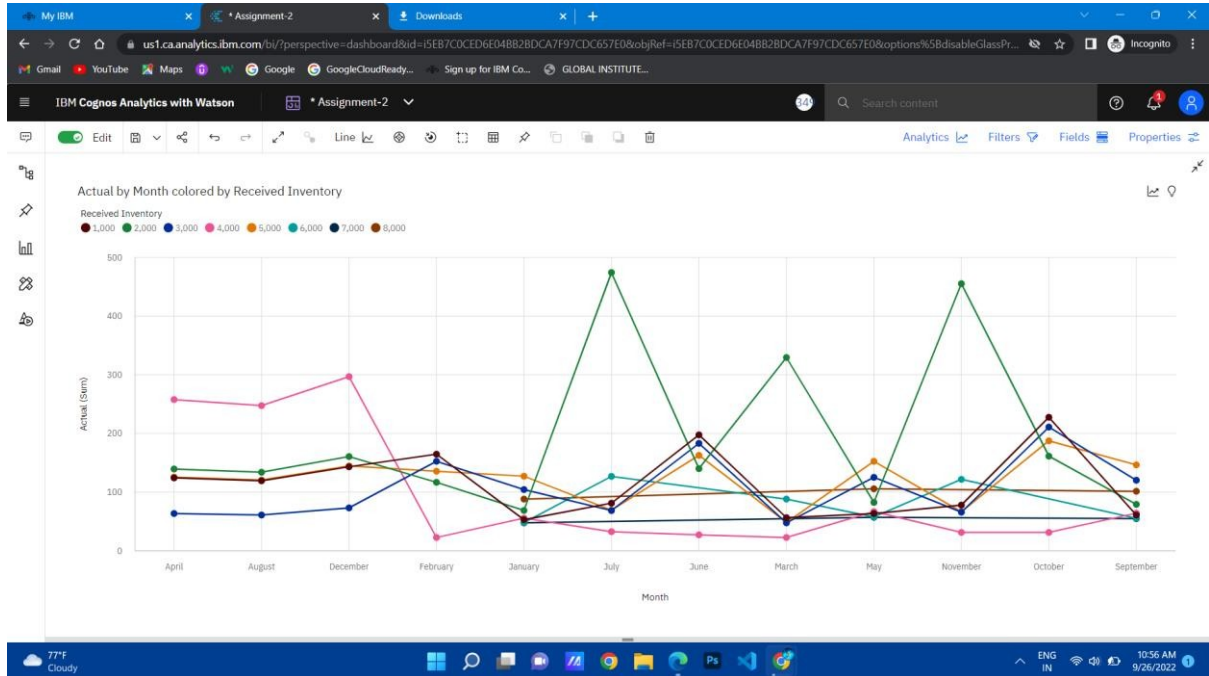 My IBM
* Assignment-2
Downloads
us1.ca.analytics.ibm.com/bi/?perspective=dashboard&id=i5EB7C0CED6E04BB2BDCA7F97CDC657E0&objRef=i5EB7C0CED6E04BB2BDCA7F97CDC657E0&options%5BdisableGlassPr...
Incognito
Gmail YouTube Maps Google GoogleCloudReady... Sign up for IBM Co... GLOBAL INSTITUTE...
IBM Cognos Analytics with Watson
* Assignment-2
Search content
1
Edit Line Analytics Filters Fields Properties
Actual by Month colored by Received Inventory
Received Inventory
1,000 2,000 3,000 4,000 5,000 6,000 7,000 8,000
500
400
300
200
100
0
Actual (Sum)
April August December February January July June March May November October September
Month
77°F
Cloudy
Ps
ENG
IN
10:56 AM
9/26/2022
1